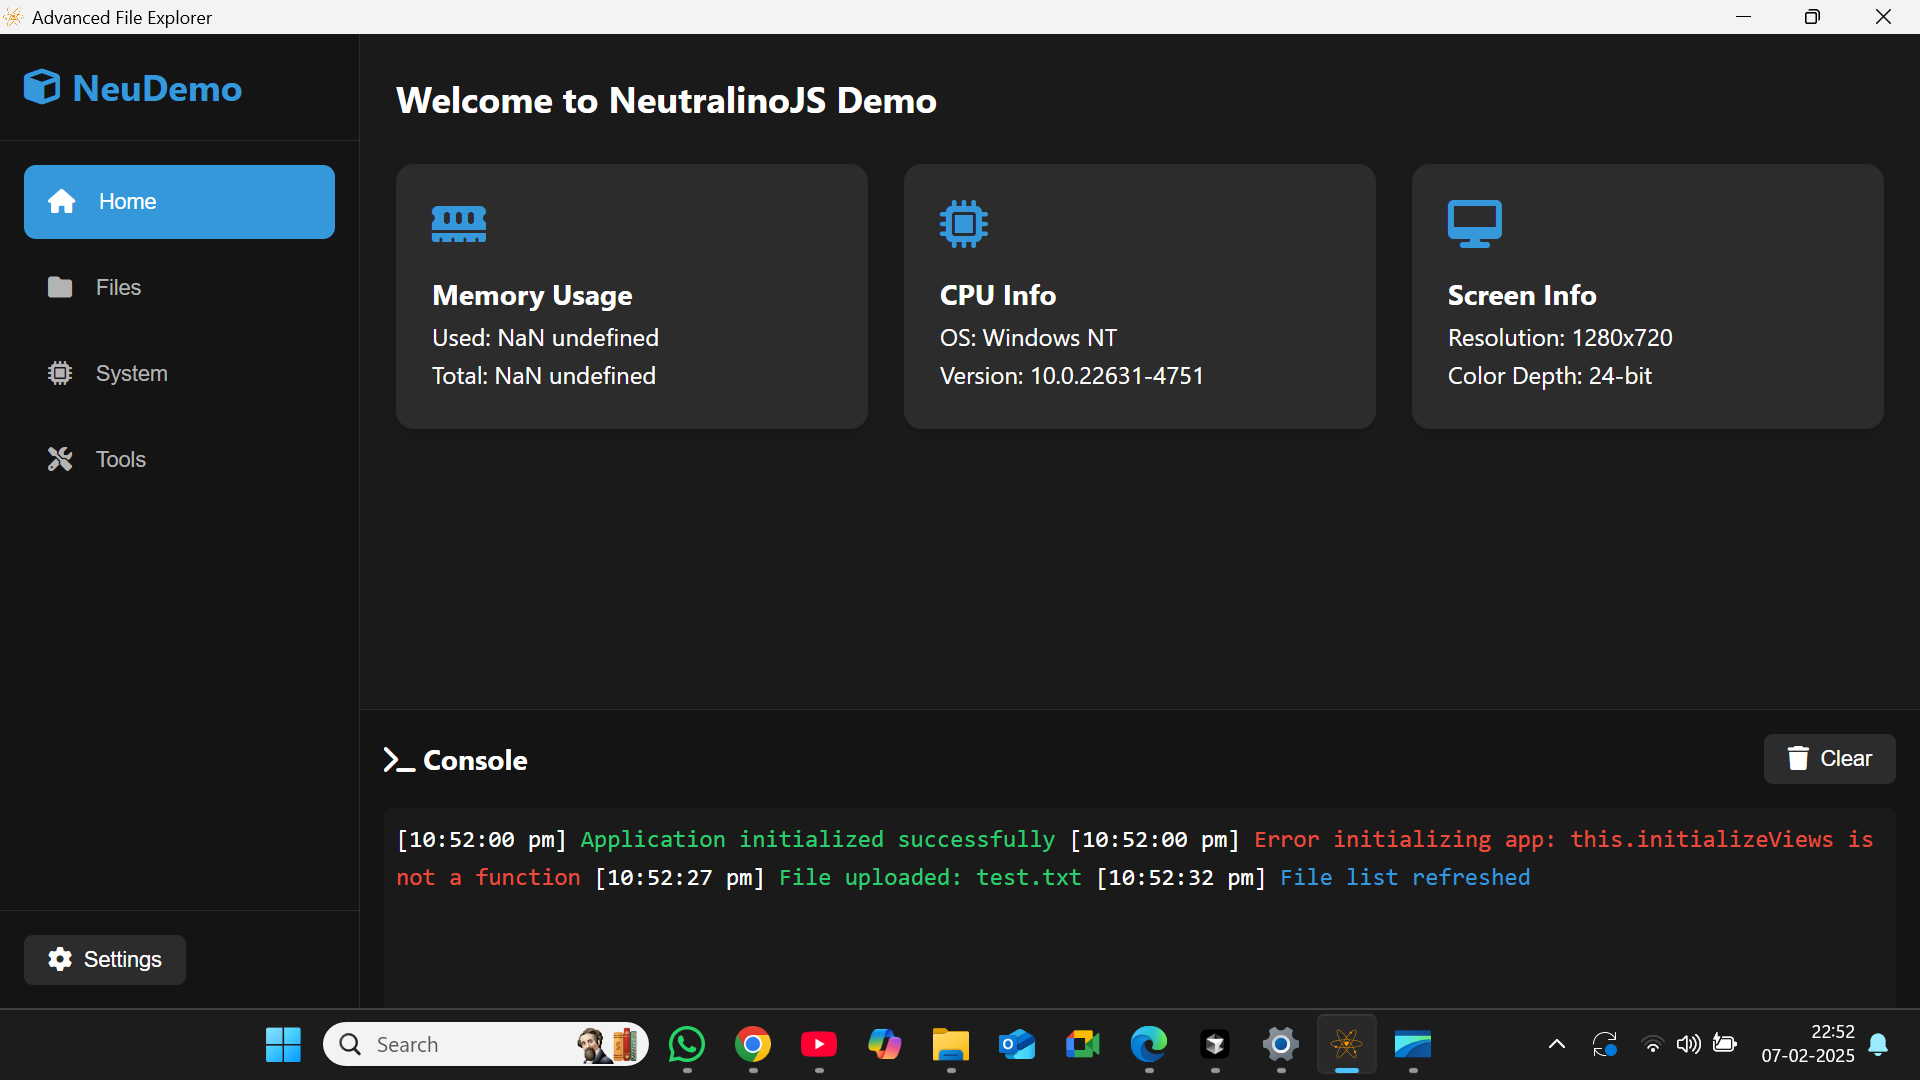 Advanced File Explorer
NeuDemo
Home
Files
System
Tools
Settings
Welcome to NeutralinoJS Demo
Memory Usage
Used: NaN undefined
Total: NaN undefined
CPU Info
OS: Windows NT
Version: 10.0.22631-4751
Screen Info
Resolution: 1280x720
Color Depth: 24-bit
Console
Clear
[10:52:00 pm] Application initialized successfully [10:52:00 pm] Error initializing app: this.initializeViews is
not a function [10:52:27 pm] File uploaded: test.txt [10:52:32 pm] File list refreshed
Search
22:52
07-02-2025